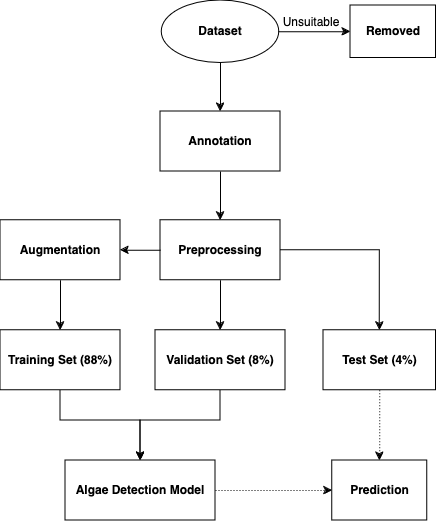 Dataset
Unsuitable
Removed
Annotation
Augmentation
Preprocessing
Training Set (88%)
Validation Set (8%)
Test Set (4%)
Algae Detection Model
Prediction